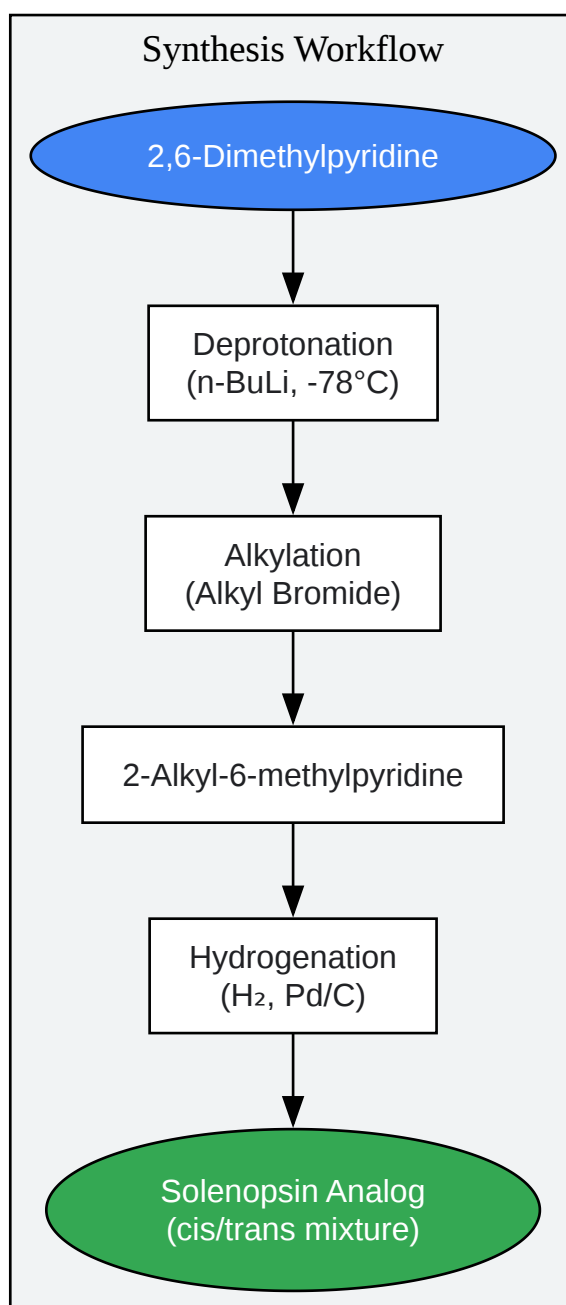 Synthesis Workflow
2,6-Dimethylpyridine
Deprotonation
(n-BuLi, -78°C)
Alkylation
(Alkyl Bromide)
2-Alkyl-6-methylpyridine
Hydrogenation
(H₂, Pd/C)
Solenopsin Analog
(cis/trans mixture)